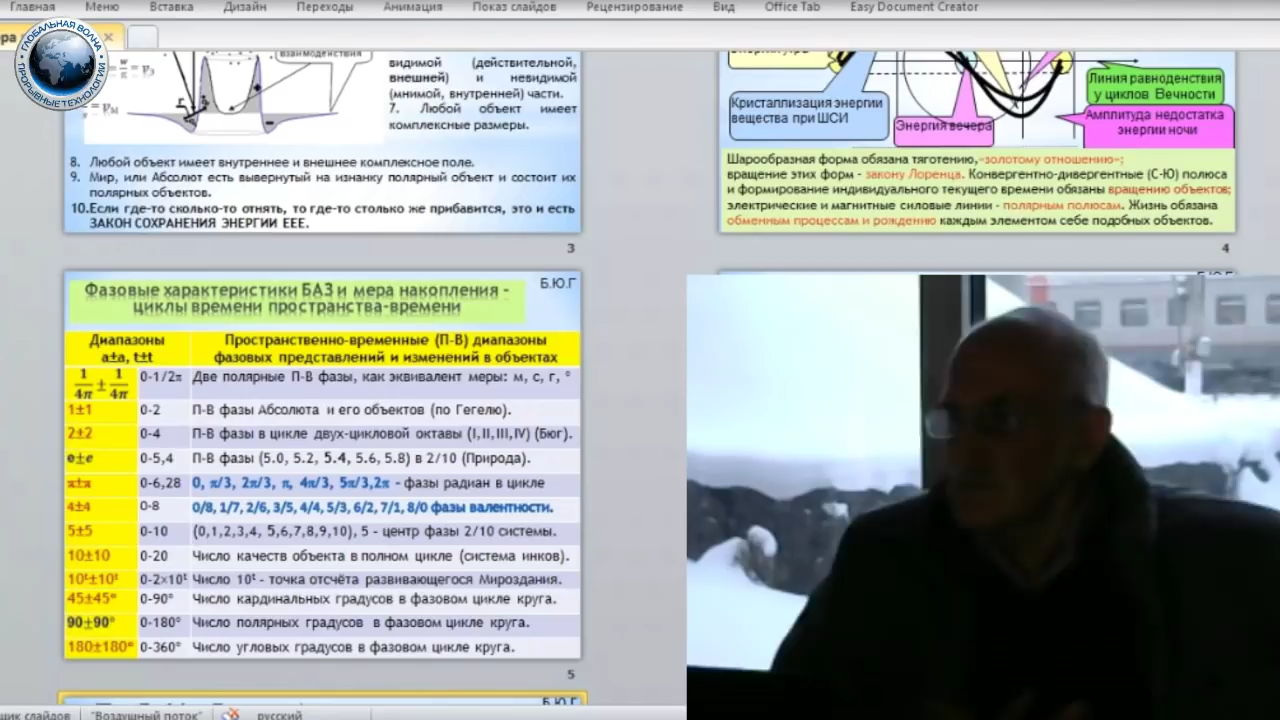 Главная Меню Вставка Дизайн Переходы Анимация Показ слайдов Рецензирование Вид Office Tab Easy Document Creator
ГЛОБАЛЬНАЯ ВОЛНА
ПРОРЫВНЫЕ ТЕХНОЛОГИИ
взаимодействия
видимой (действительной,
внешней) и невидимой
(мнимой, внутренней) части.
7. Любой объект имеет
комплексные размеры.
8. Любой объект имеет внутреннее и внешнее комплексное поле.
9. Мир, или Абсолют есть вывернутый на изнанку полярный объект и состоит их
полярных объектов.
10.Если где-то сколько-то отнять, то где-то столько же прибавится, это и есть
ЗАКОН СОХРАНЕНИЯ ЭНЕРГИИ ЕЕЕ.
3
Кристаллизация энергии
вещества при ШСИ
Энергия вечера
Линия равноденствия
у циклов Вечности
Амплитуда недостатка
энергии ночи
Шарообразная форма обязана тяготению,«золотому отношению»;
вращение этих форм - закону Лоренца. Конвергентно-дивергентные (С-Ю) полюса
и формирование индивидуального текущего времени обязаны вращению объектов;
электрические и магнитные силовые линии - полярным полюсам. Жизнь обязана
обменным процессам и рождению каждым элементом себе подобных объектов.
4
Б.Ю.Г
Фазовые характеристики БАЗ и мера накопления -
циклы времени пространства-времени
Диапазоны
a±a, t±t
Пространственно-временные (П-В) диапазоны
фазовых представлений и изменений в объектах
1/4π ± 1/4π 0-1/2π Две полярные П-В фазы, как эквивалент меры: м, с, г, °
1±1 0-2 П-В фазы Абсолюта и его объектов (по Гегелю).
2±2 0-4 П-В фазы в цикле двух-цикловой октавы (I,II,III,IV) (Бюг).
e±e 0-5,4 П-В фазы (5.0, 5.2, 5.4, 5.6, 5.8) в 2/10 (Природа).
π±π 0-6,28 0, π/3, 2π/3, π, 4π/3, 5π/3,2π - фазы радиан в цикле
4±4 0-8 0/8, 1/7, 2/6, 3/5, 4/4, 5/3, 6/2, 7/1, 8/0 фазы валентности.
5±5 0-10 (0,1,2,3,4, 5,6,7,8,9,10), 5 - центр фазы 2/10 системы.
10±10 0-20 Число качеств объекта в полном цикле (система инков).
10ᵗ±10ᵗ 0-2×10ᵗ Число 10ᵗ - точка отсчёта развивающегося Мироздания.
45±45° 0-90° Число кардинальных градусов в фазовом цикле круга.
90±90° 0-180° Число полярных градусов в фазовом цикле круга.
180±180° 0-360° Число угловых градусов в фазовом цикле круга.
5
Б.Ю.Г
"Воздушный поток" русский